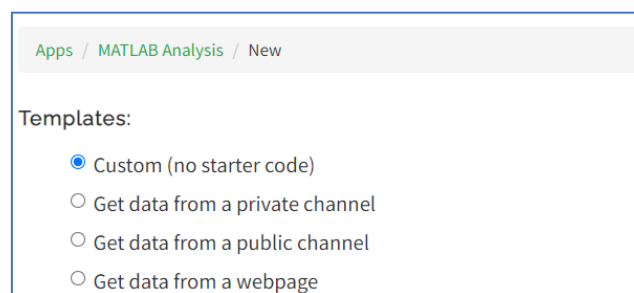 Apps / MATLAB Analysis / New
Templates:
Custom (no starter code)
Get data from a private channel
Get data from a public channel
Get data from a webpage